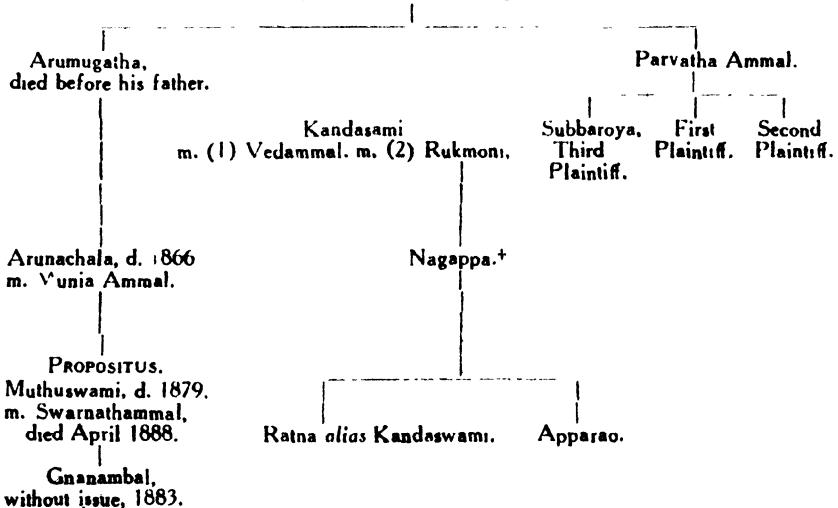 Arumugatha,
died before his father.
Parvatha Ammal.
Kandasami
m. (1) Vedammal. m. (2) Rukmoni,
Subbaroya,
Third
Plaintiff.
First
Plaintiff.
Second
Plaintiff.
Arunachala, d. 1866
m. Vunia Ammal.
Nagappa.+
PROPOSITUS.
Muthuswami, d. 1879.
m. Swarnathammal,
died April 1888.
Ratna alias Kandaswami.
Apparao.
Gnanambal,
without issue, 1883.